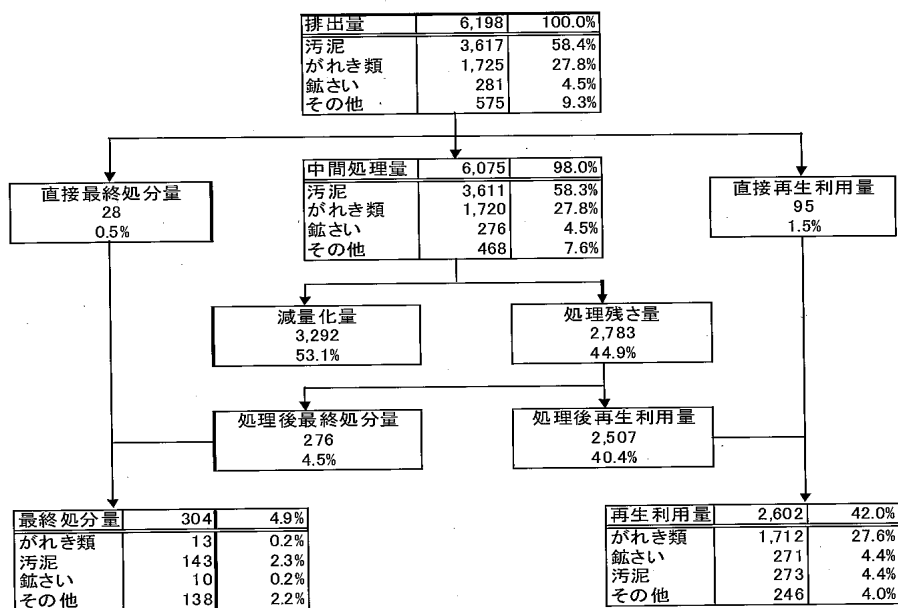 排出量 6,198 100.0%
汚泥 3,617 58.4%
がれき類 1,725 27.8%
鉱さい 281 4.5%
その他 575 9.3%
中間処理量 6,075 98.0%
汚泥 3,611 58.3%
がれき類 1,720 27.8%
鉱さい 276 4.5%
その他 468 7.6%
直接最終処分量
28
0.5%
直接再生利用量
95
1.5%
減量化量
3,292
53.1%
処理残さ量
2,783
44.9%
処理後最終処分量
276
4.5%
処理後再生利用量
2,507
40.4%
最終処分量 304 4.9%
がれき類 13 0.2%
汚泥 143 2.3%
鉱さい 10 0.2%
その他 138 2.2%
再生利用量 2,602 42.0%
がれき類 1,712 27.6%
鉱さい 271 4.4%
汚泥 273 4.4%
その他 246 4.0%